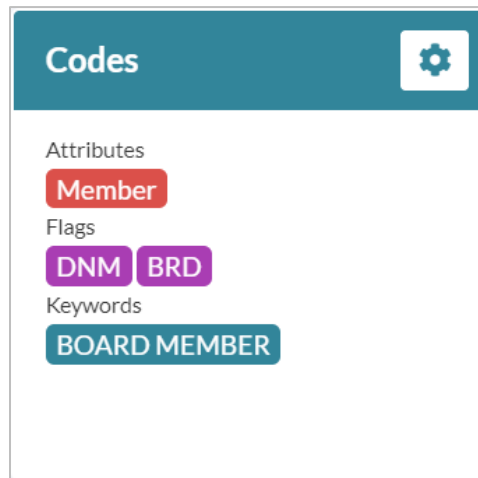 Codes
Attributes
Member
Flags
DNM BRD
Keywords
BOARD MEMBER